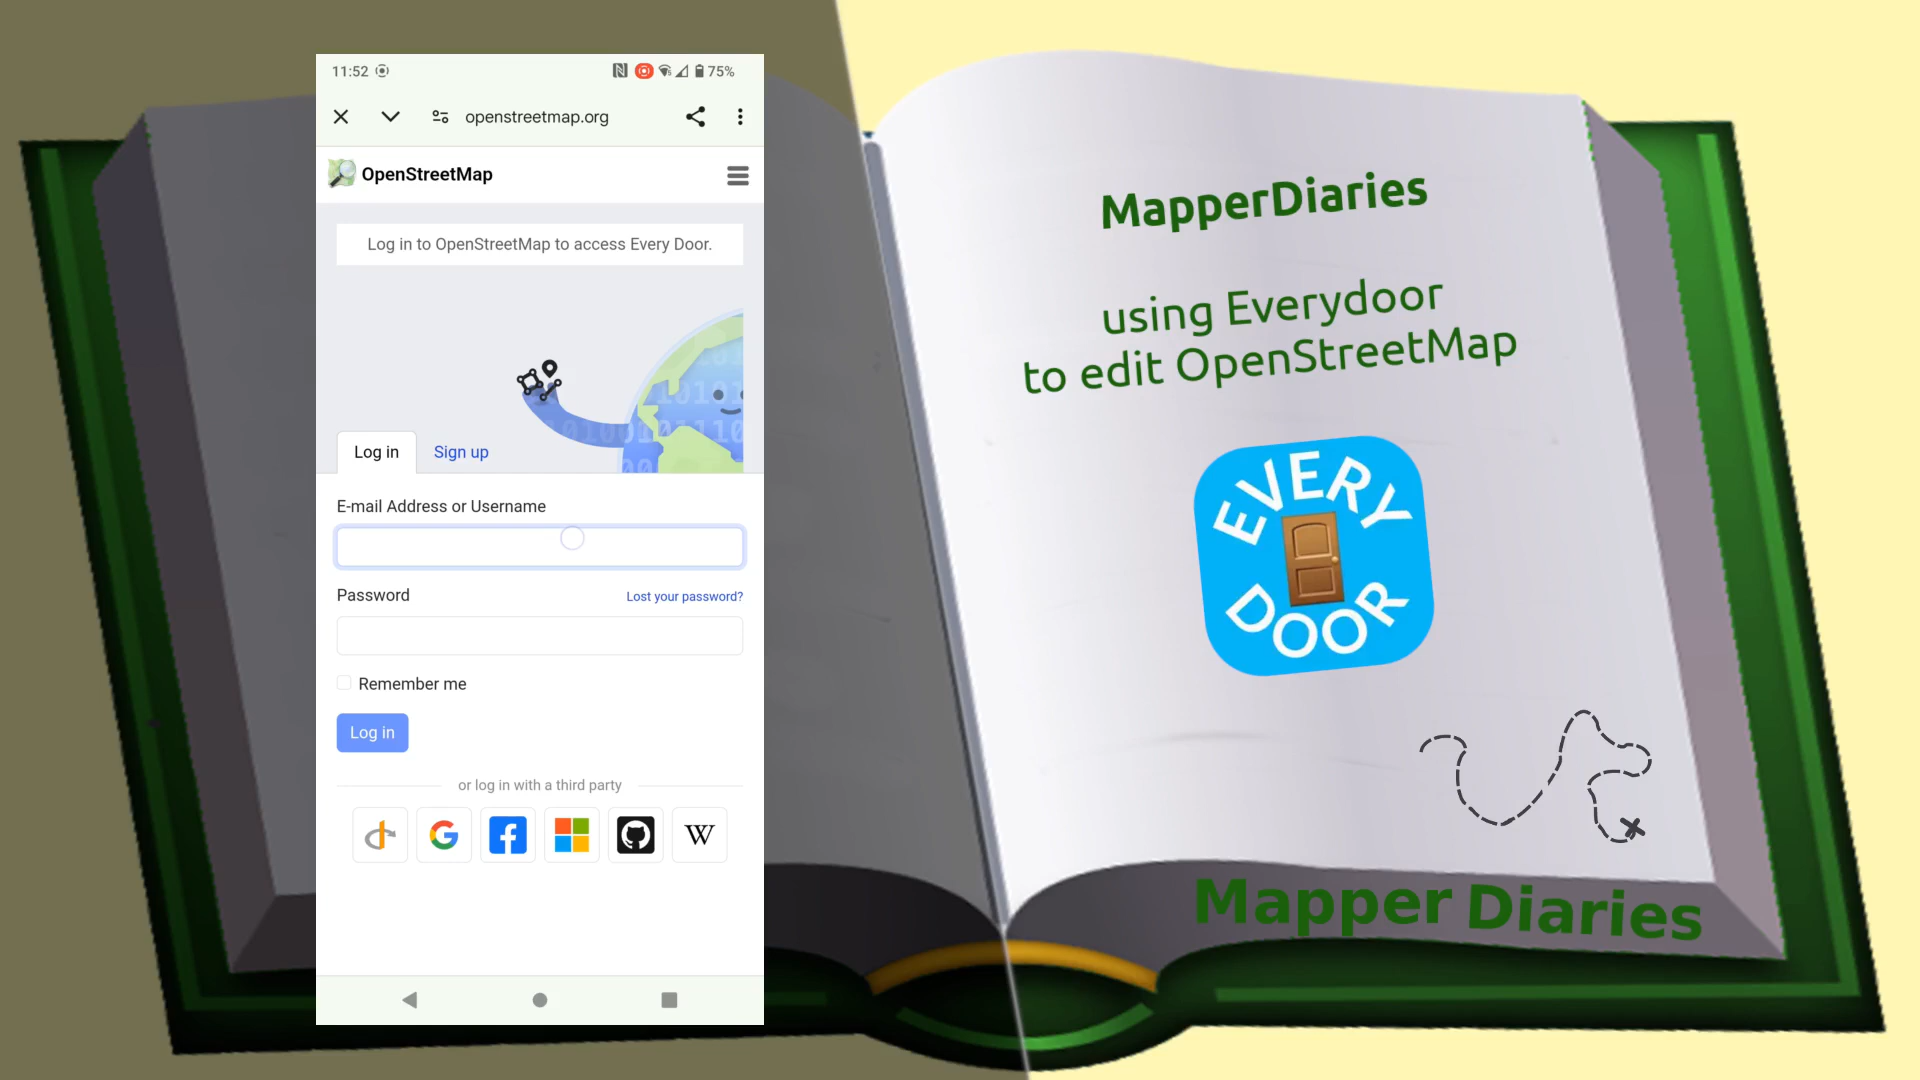 11:52
75%
openstreetmap.org
OpenStreetMap
Log in to OpenStreetMap to access Every Door.
Log in
Sign up
E-mail Address or Username
Password
Lost your password?
Remember me
Log in
or log in with a third party
W
MapperDiaries
using Everydoor
to edit OpenStreetMap
EVERY
DOOR
Mapper Diaries